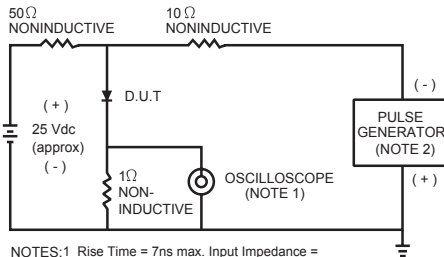 50Ω
NONINDUCTIVE
10Ω
NONINDUCTIVE
(+)
25 Vdc
(approx)
(-)
D.U.T
1Ω
NON-
INDUCTIVE
OSCILLOSCOPE
(NOTE 1)
(-)
PULSE
GENERATOR
(NOTE 2)
(+)
NOTES:1 Rise Time = 7ns max. Input Impedance =